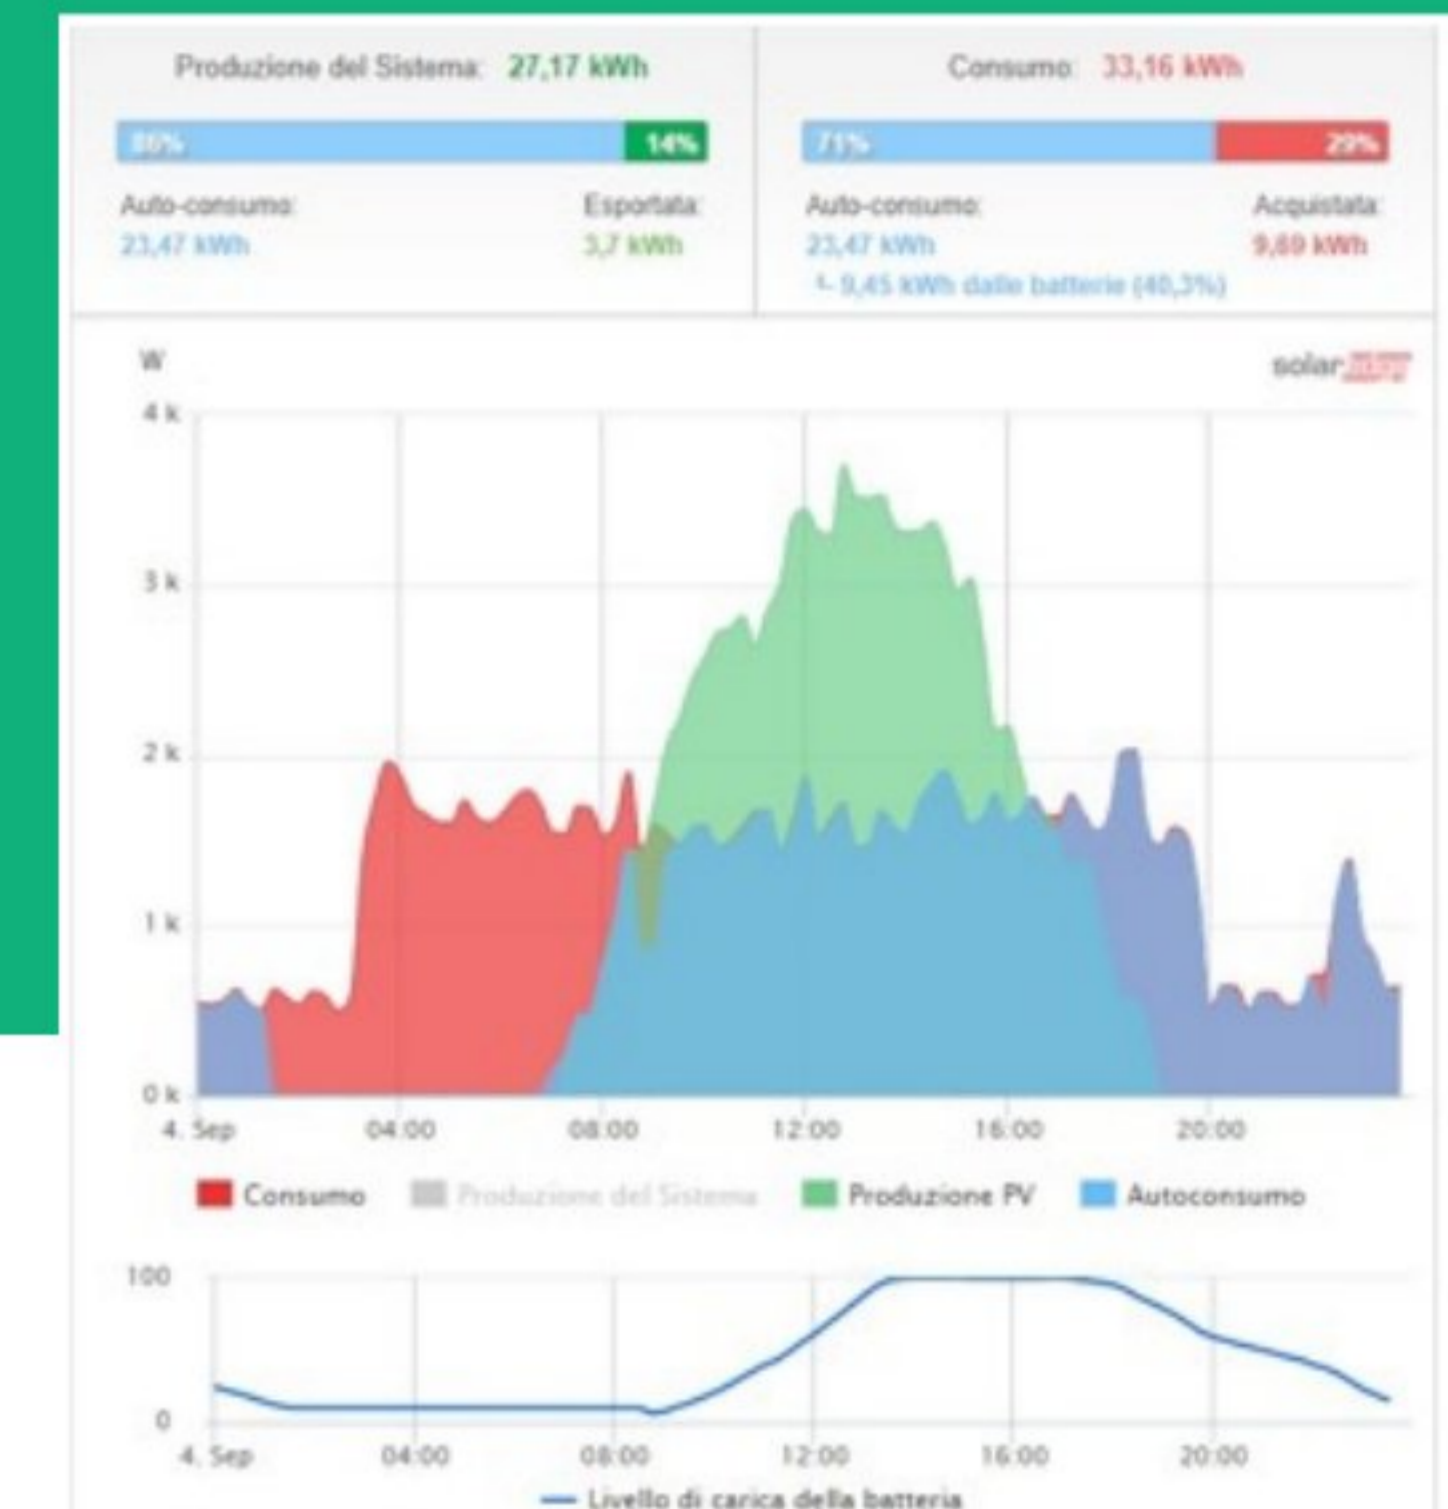 Produzione del Sistema: 27,17 kWh
Consumo: 33,16 kWh
86% 14%
71% 29%
Auto-consumo: Esportata:
Auto-consumo: Acquistata:
23,47 kWh 3,7 kWh
23,47 kWh 9,69 kWh
9,45 kWh dalle batterie (40,3%)
W
solar
4 k
3 k
2 k
1 k
0 k
4. Sep 04:00 08:00 12:00 16:00 20:00
Consumo Produzione del Sistema Produzione PV Autoconsumo
100
0
4. Sep 04:00 08:00 12:00 16:00 20:00
Livello di carica della batteria